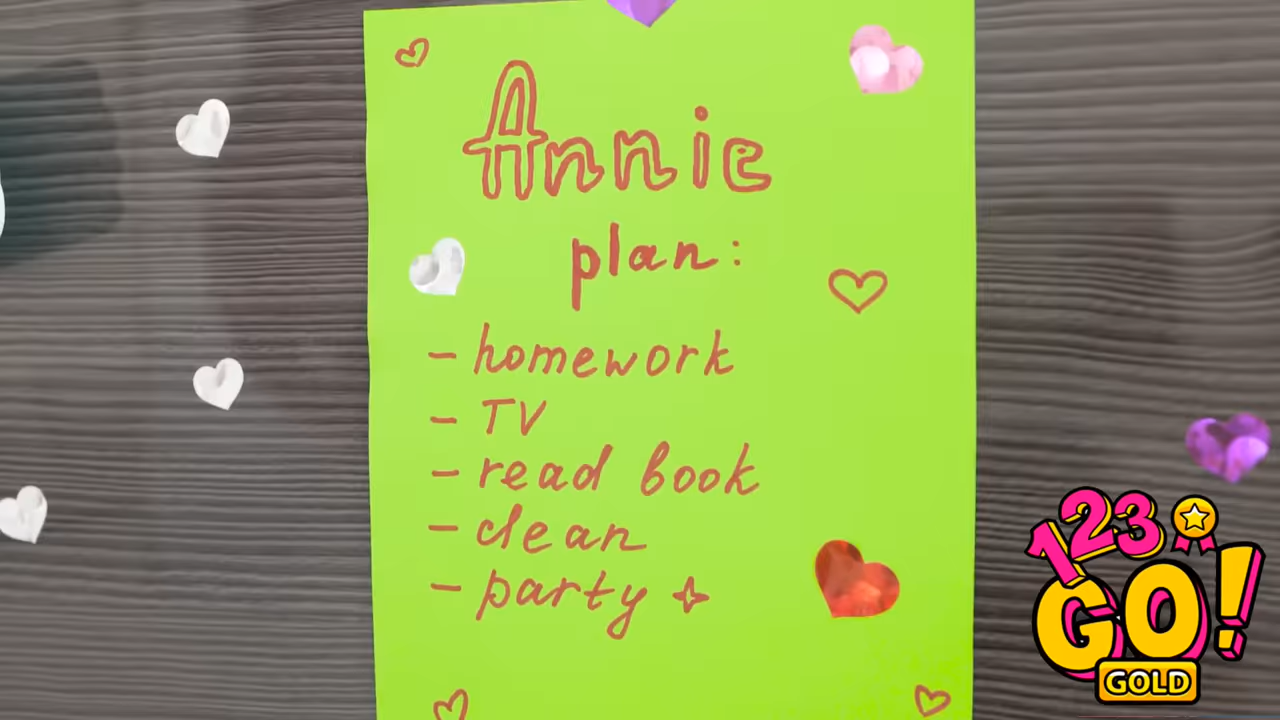 Annie
plan:
- homework
- TV
- read book
- clean
- party
123
GO!
GOLD